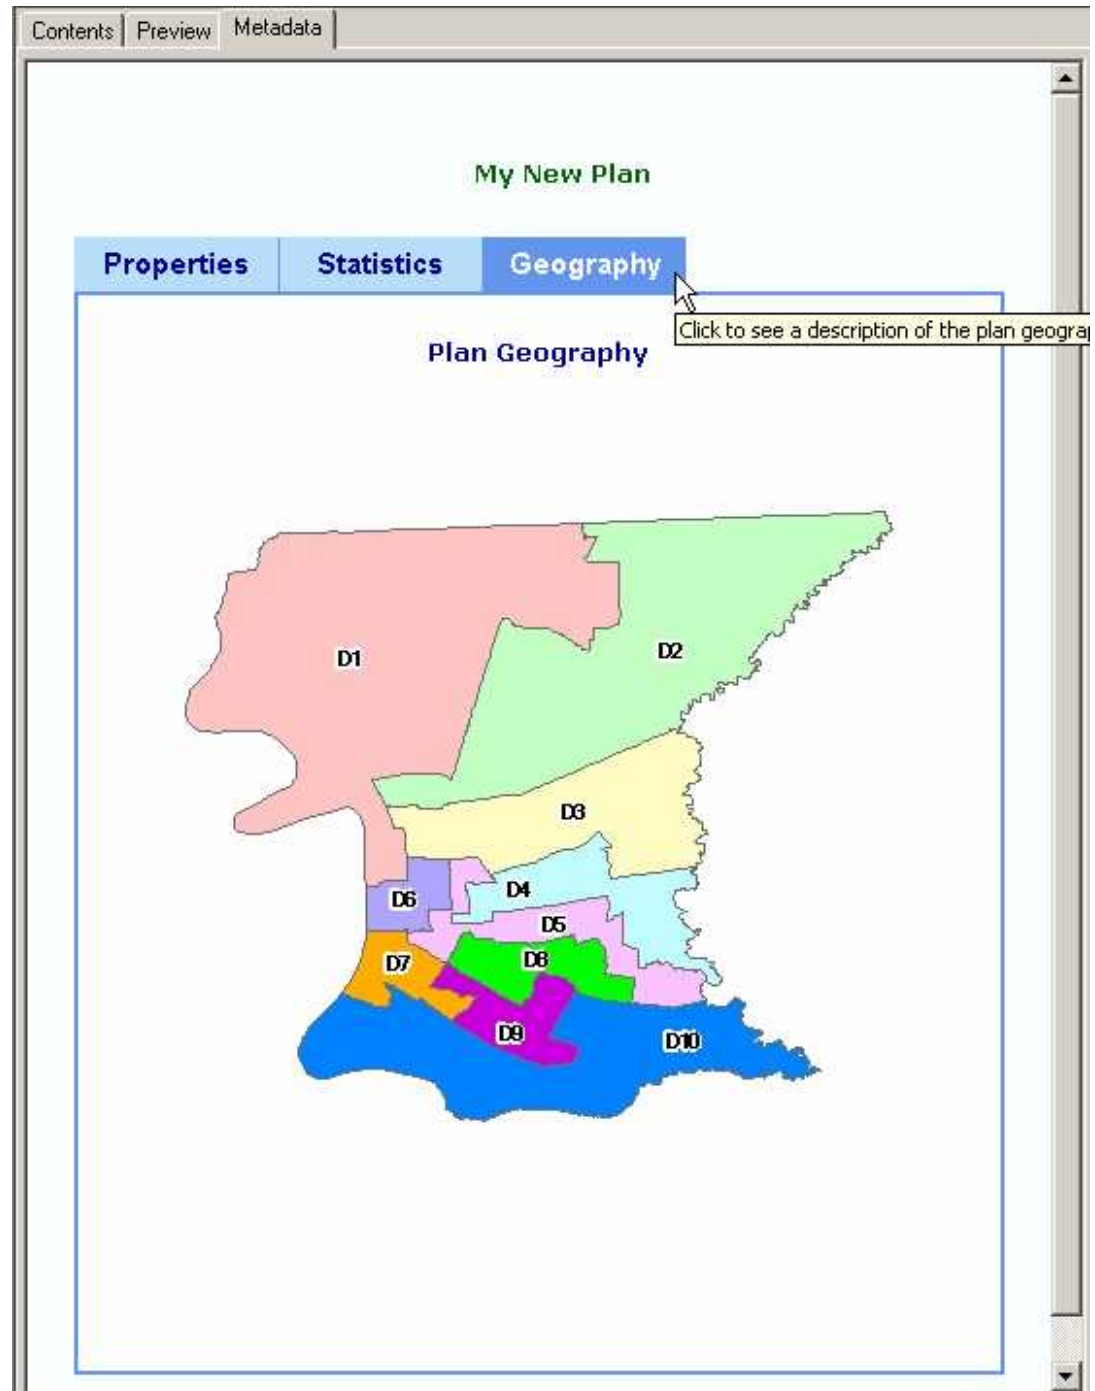 Contents Preview Metadata
My New Plan
Properties Statistics Geography
Click to see a description of the plan
Plan Geography
D1
D2
D3
D4
D6
D5
D7
D8
D9
D10